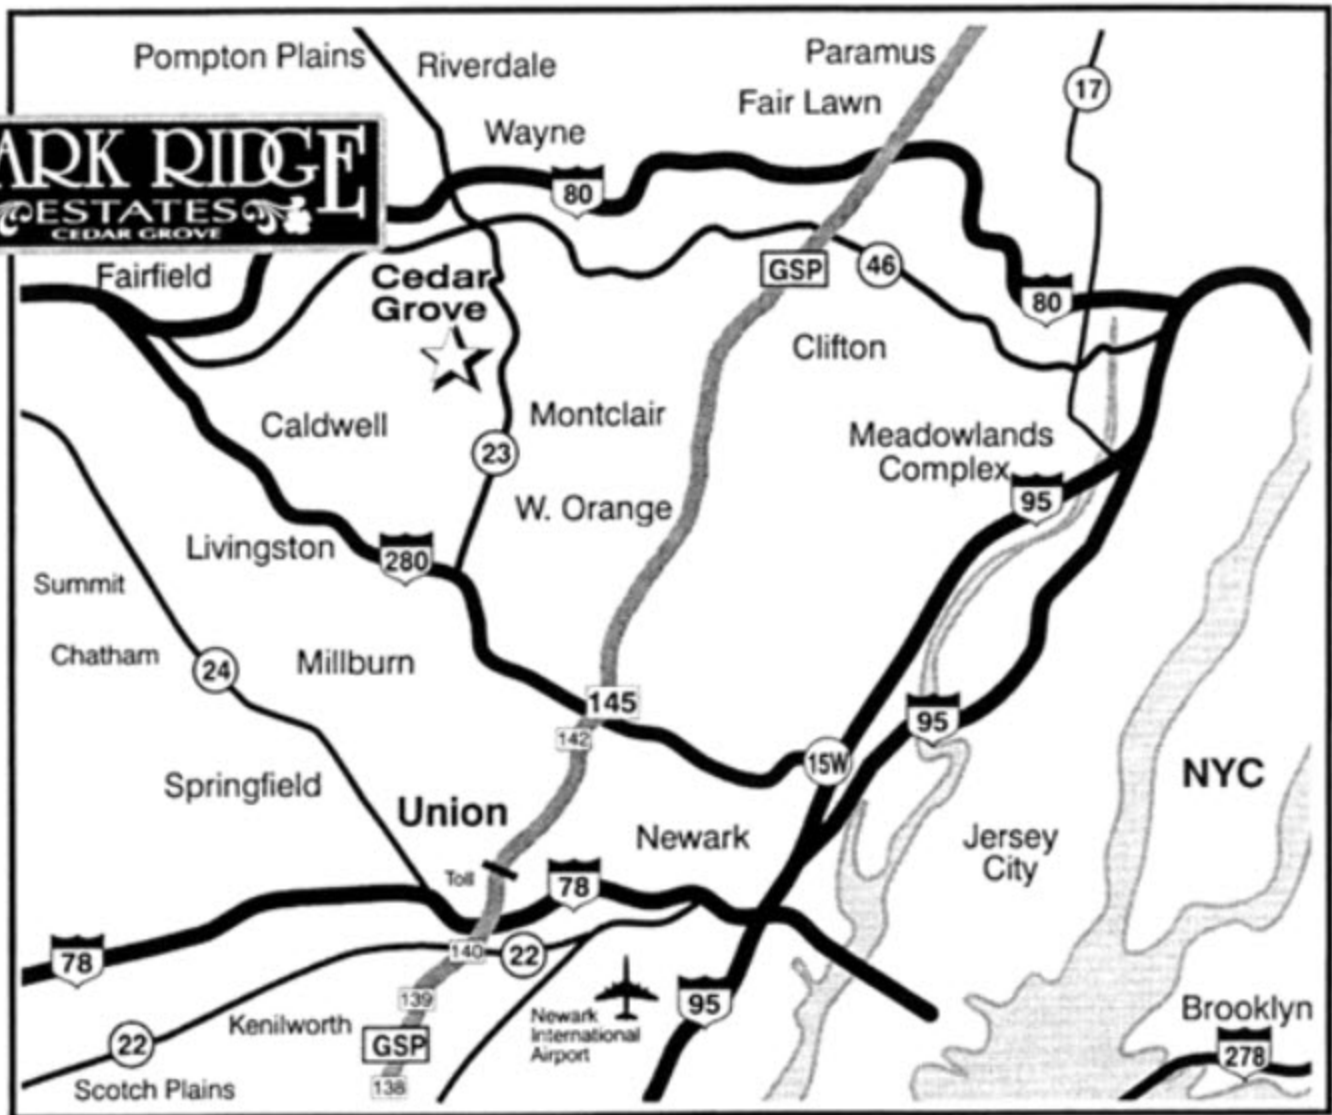 Pompton Plains
Riverdale
Paramus
17
Fair Lawn
Wayne
ARK RIDGE
ESTATES
CEDAR GROVE
80
Fairfield
Cedar
Grove
GSP
46
80
Clifton
Caldwell
Montclair
23
Meadowlands
Complex
95
W. Orange
Livingston
280
Summit
Chatham
24
Millburn
145
142
95
15W
NYC
Springfield
Union
Newark
Jersey
City
Toll
78
78
140
22
139
Kenilworth
GSP
22
138
Scotch Plains
Newark
International
Airport
95
Brooklyn
278